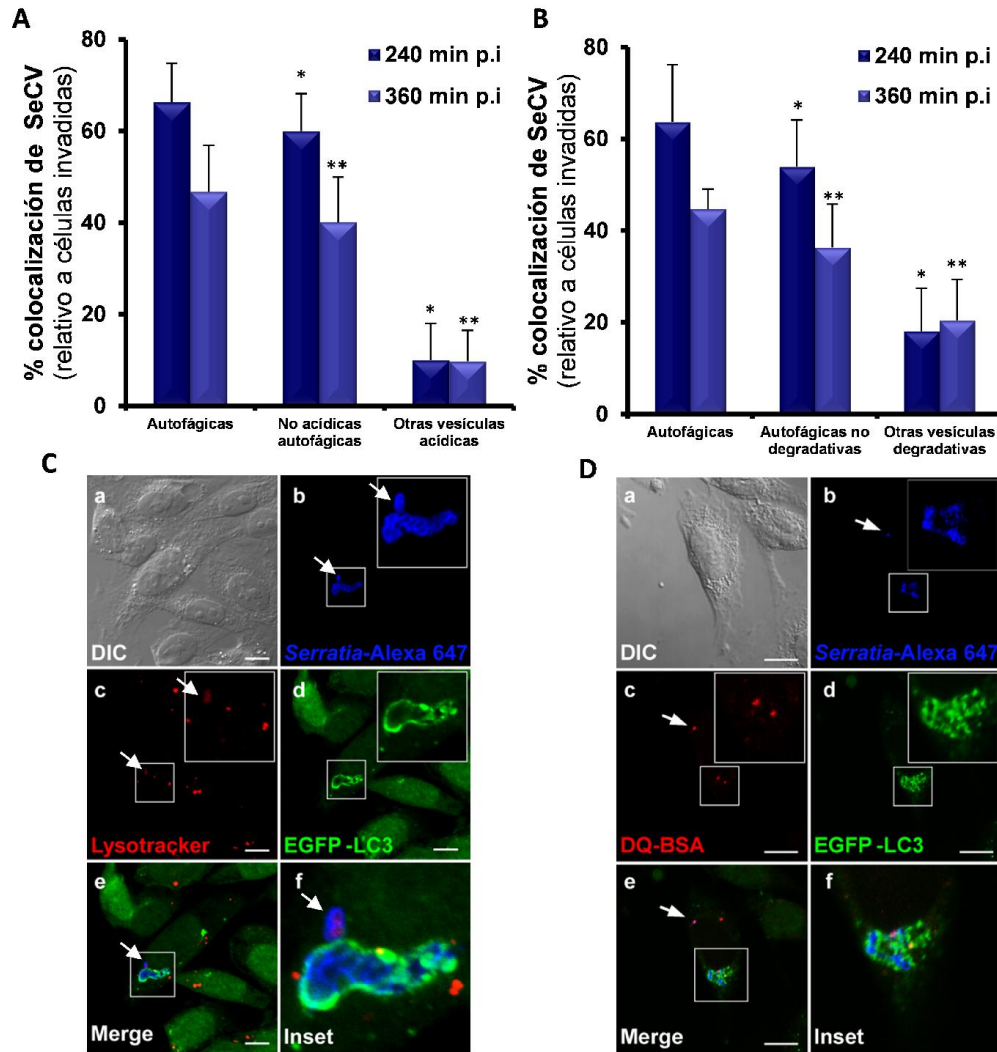 A
% colocalización de SeCV
(relativo a células invadidas)
80
60
40
20
0
240 min p.i
360 min p.i
*
**
*
**
Autofágicas
No acídicas
autofágicas
Otras vesículas
acídicas
B
% colocalización de SeCV
(relativo a células invadidas)
80
60
40
20
0
240 min p.i
360 min p.i
*
**
*
**
Autofágicas
Autofágicas no
degradativas
Otras vesículas
degradativas
C
a
DIC
b
Serratia-Alexa 647
c
Lysotracker
d
EGFP-LC3
e
Merge
f
Inset
D
a
DIC
b
Serratia-Alexa 647
c
DQ-BSA
d
EGFP-LC3
e
Merge
f
Inset